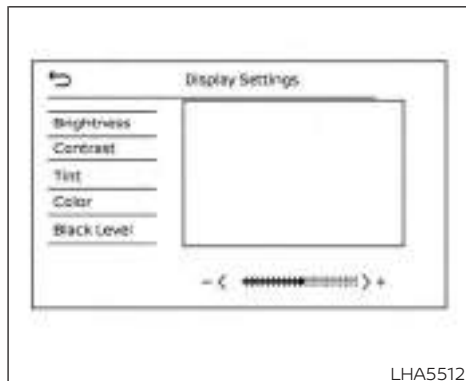 Display Settings
Brightness
Contrast
Tint
Color
Black Level
- < > +
LHA5512